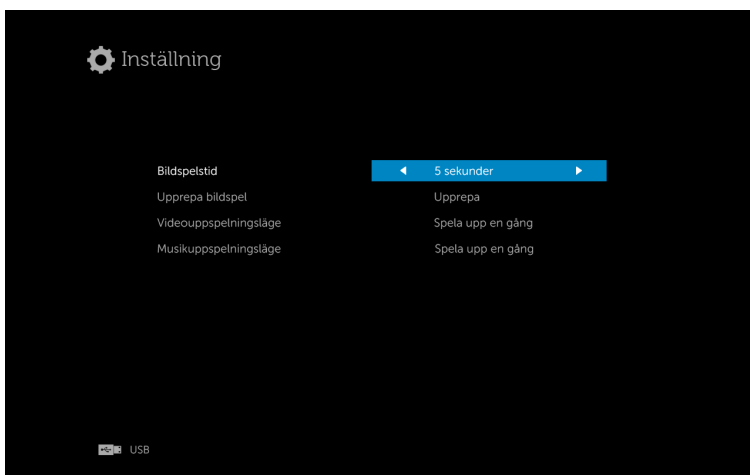 Inställning
Bildspelstid 5 sekunder
Upprepa bildspel Upprepa
Videouppspelningsläge Spela upp en gång
Musikuppspelningsläge Spela upp en gång
USB